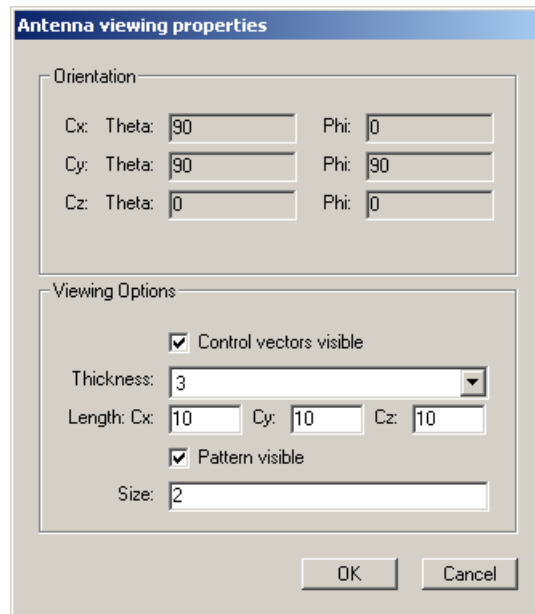 Antenna viewing properties
Orientation
Cx: Theta: 90 Phi: 0
Cy: Theta: 90 Phi: 90
Cz: Theta: 0 Phi: 0
Viewing Options
Control vectors visible
Thickness: 3
Length: Cx: 10 Cy: 10 Cz: 10
Pattern visible
Size: 2
OK Cancel